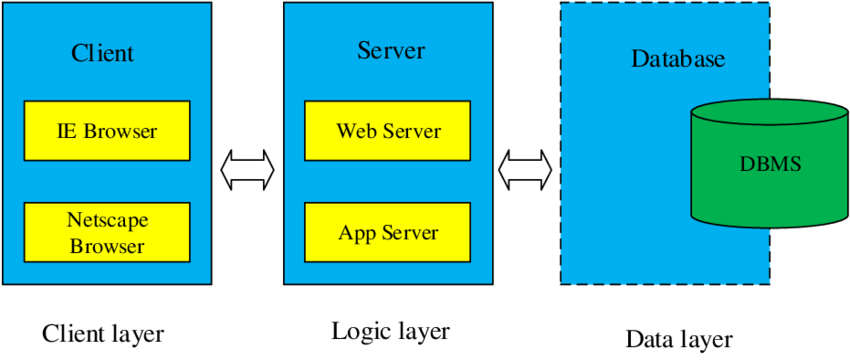 Client
IE Browser
Netscape
Browser
Client layer
Server
Web Server
App Server
Logic layer
Database
DBMS
Data layer